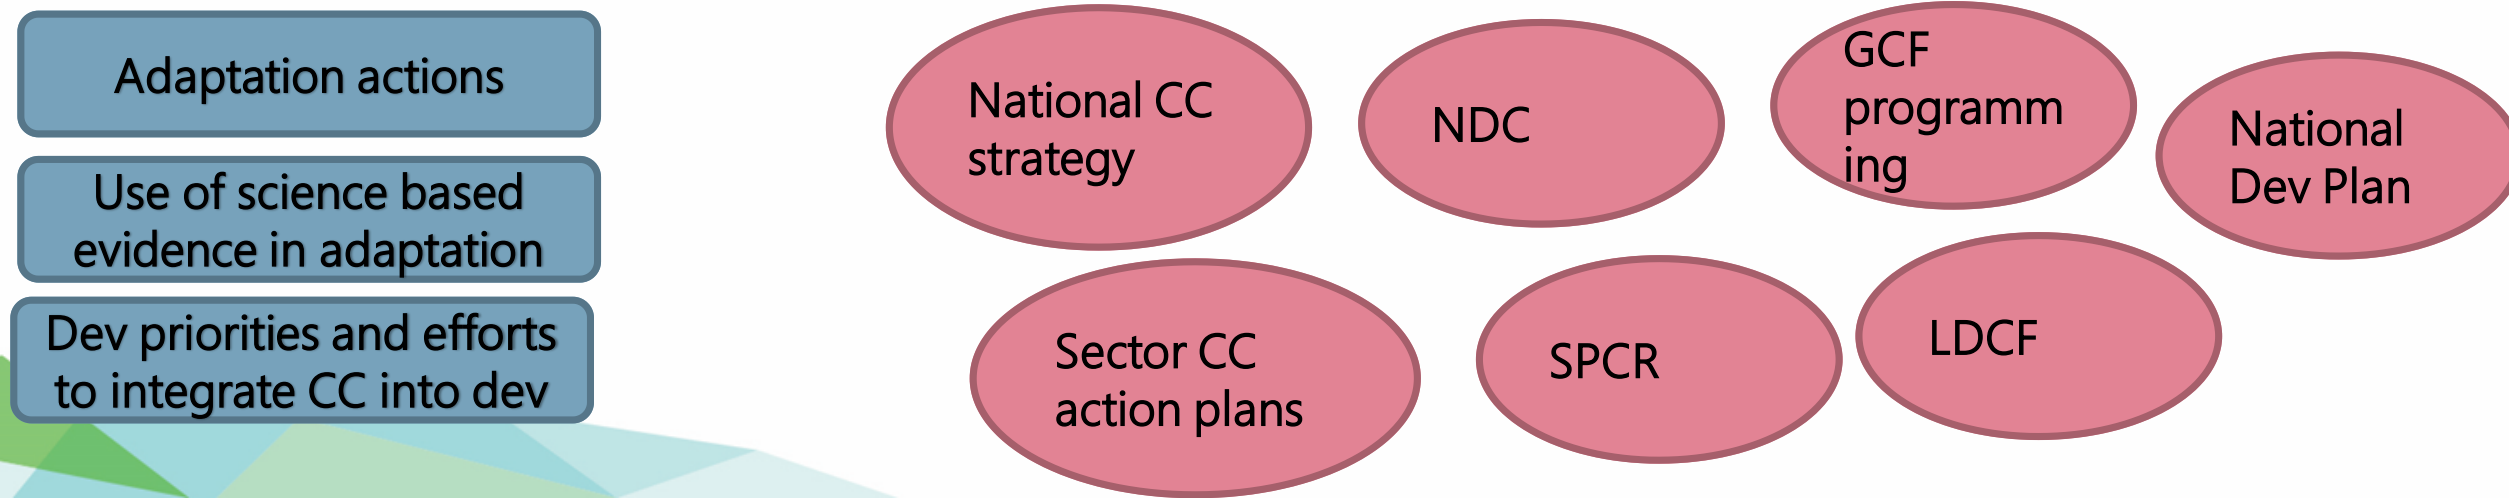 Adaptation actions
Use of science based
evidence in adaptation
Dev priorities and efforts
to integrate CC into dev
National CC
strategy
NDC
GCF
programm
ing
National
Dev Plan
Sector CC
action plans
SPCR
LDCF